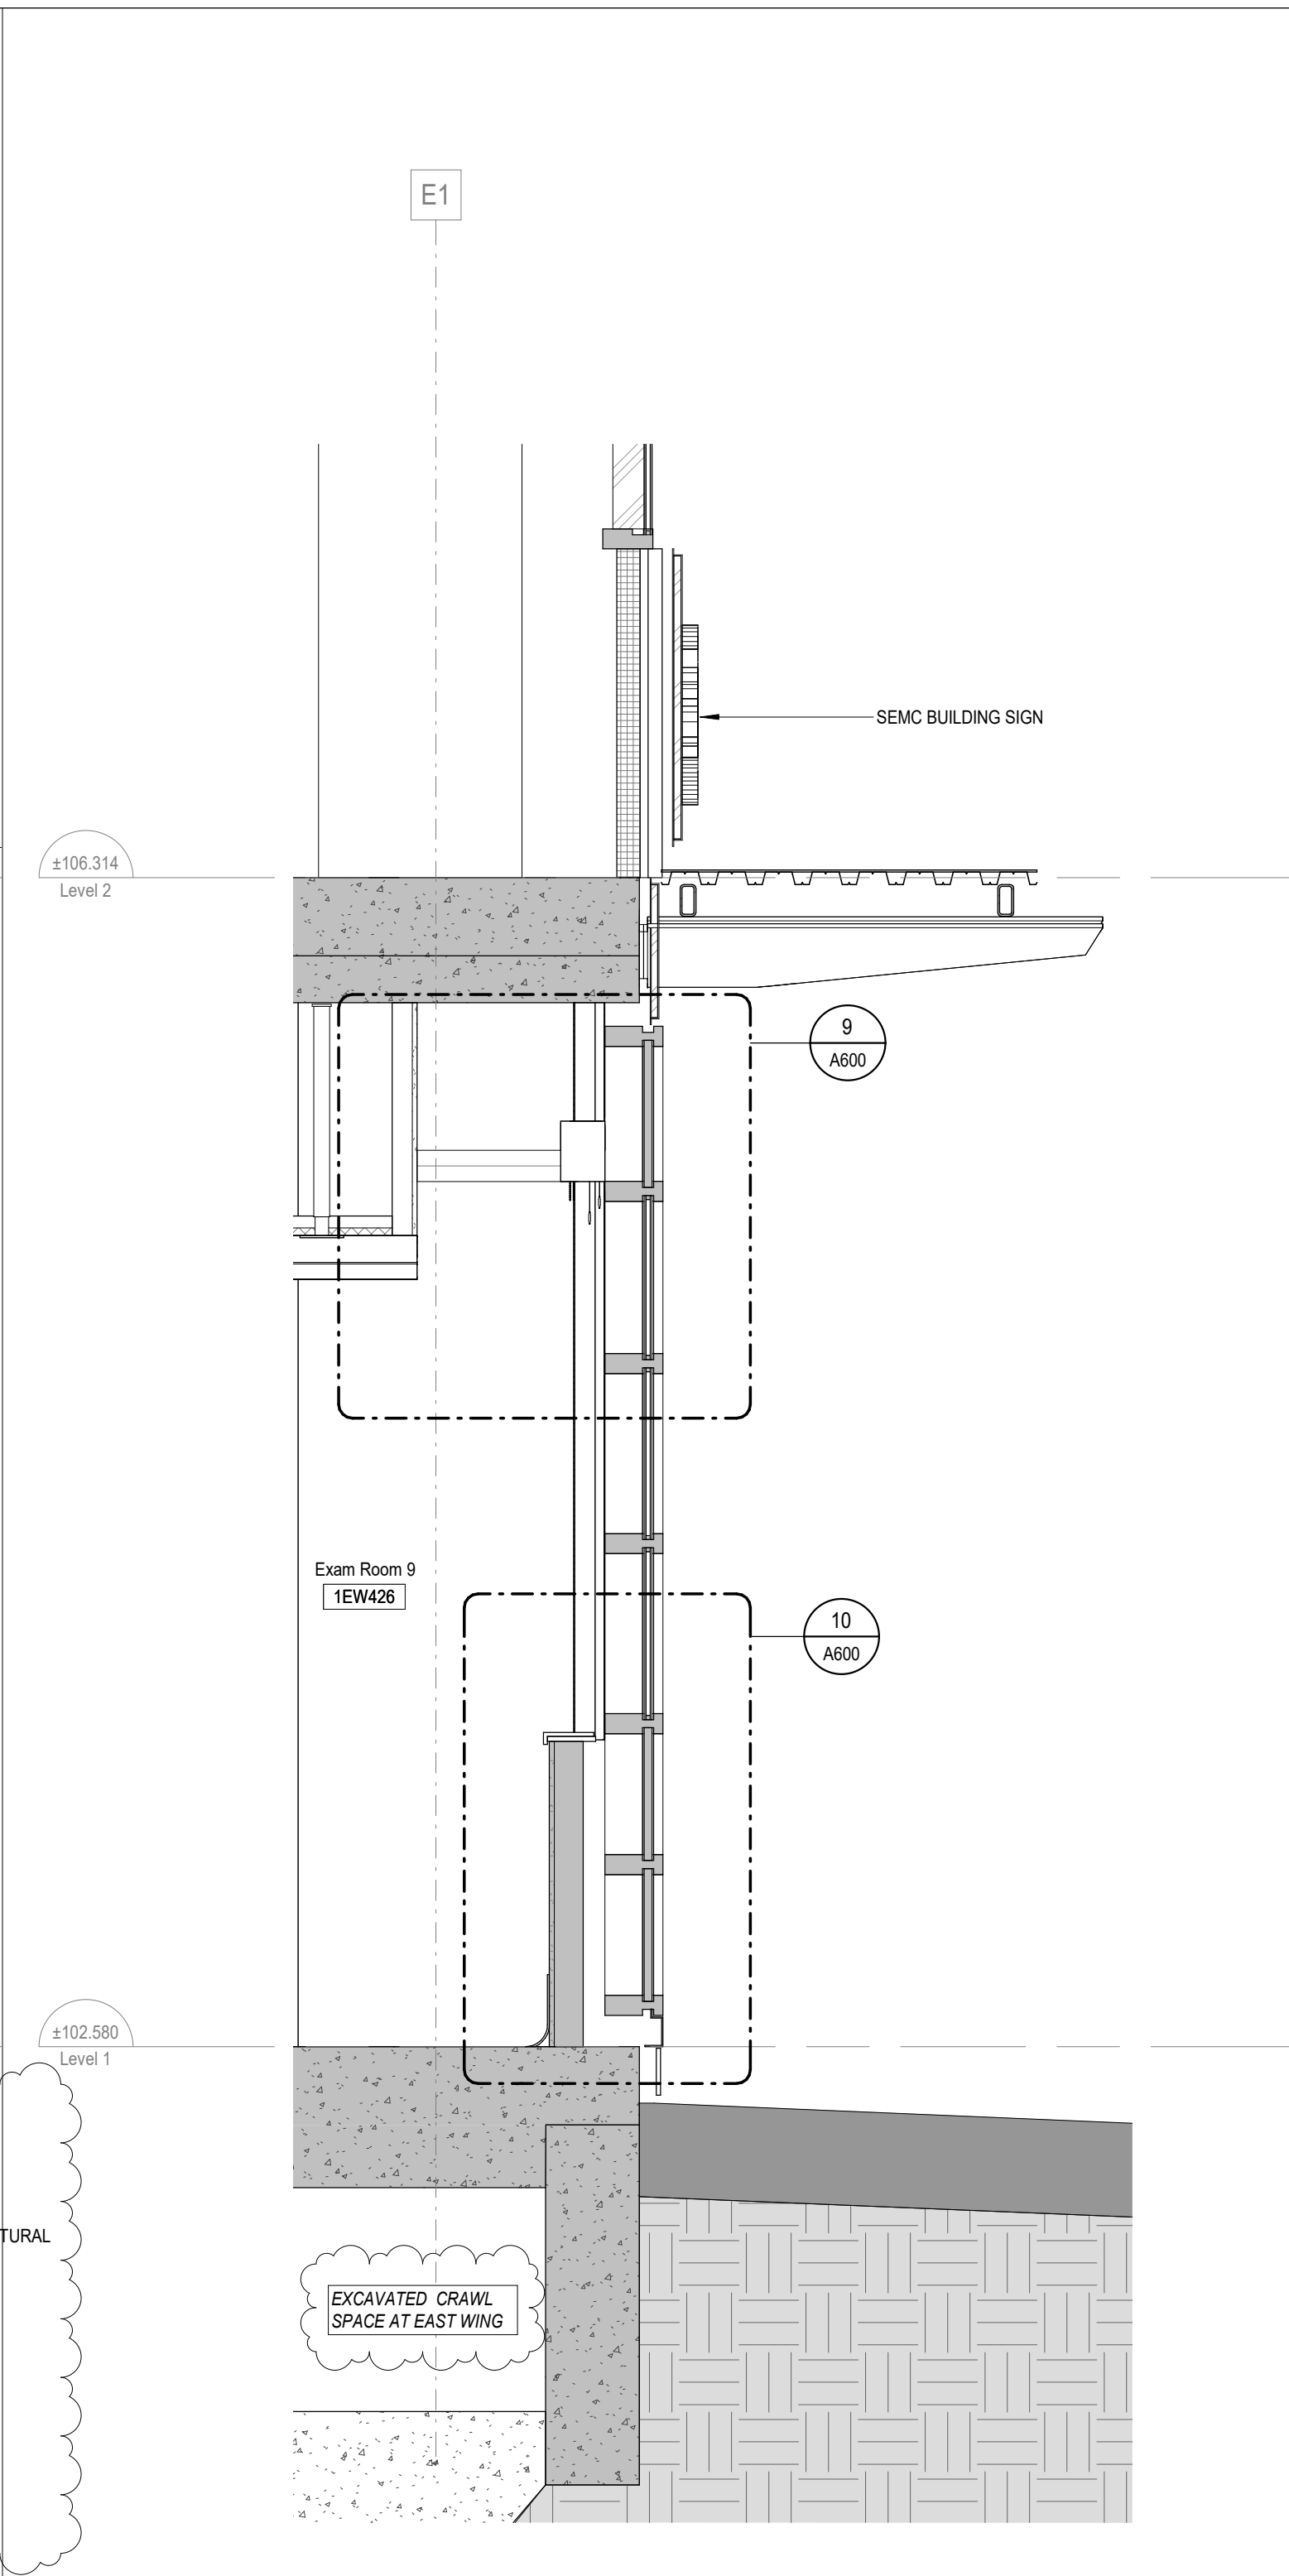 E1
SEMC BUILDING SIGN
±106.314
Level 2
9
A600
Exam Room 9
1EW426
10
A600
±102.580
Level 1
TURAL
EXCAVATED CRAWL
SPACE AT EAST WING